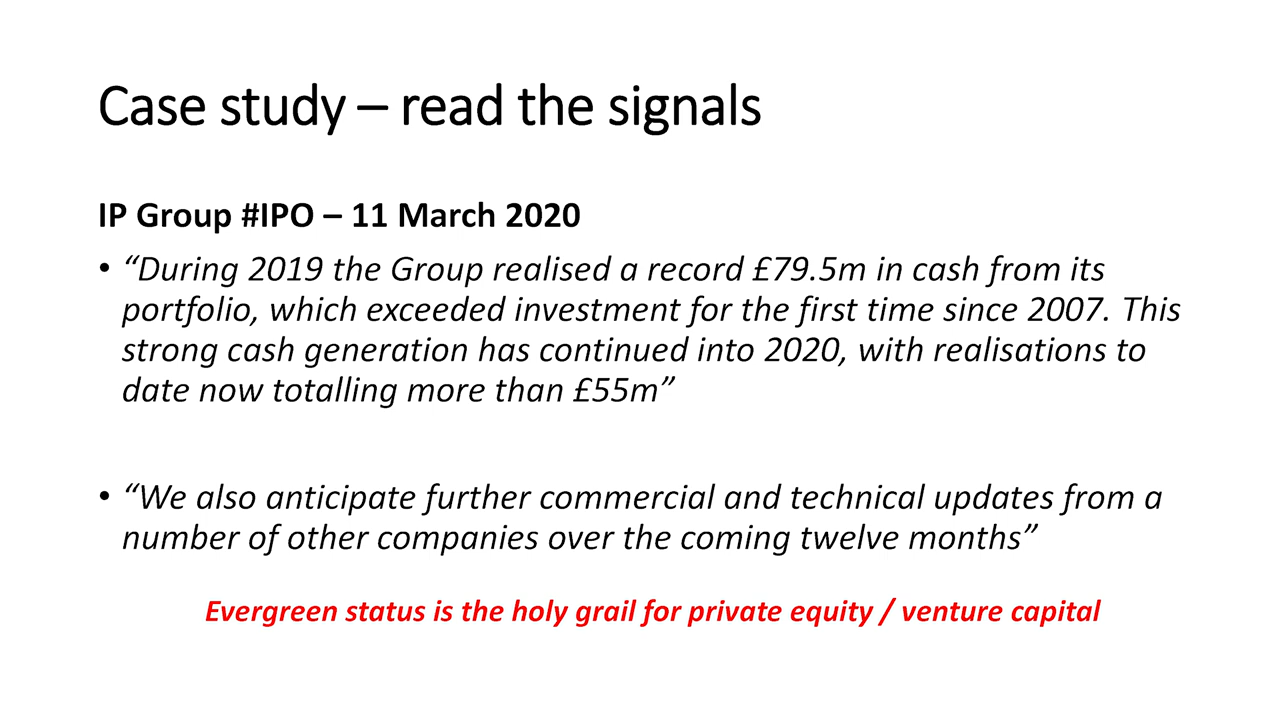 Case study – read the signals
IP Group #IPO – 11 March 2020
• “During 2019 the Group realised a record £79.5m in cash from its
portfolio, which exceeded investment for the first time since 2007. This
strong cash generation has continued into 2020, with realisations to
date now totalling more than £55m”
• “We also anticipate further commercial and technical updates from a
number of other companies over the coming twelve months”
Evergreen status is the holy grail for private equity / venture capital